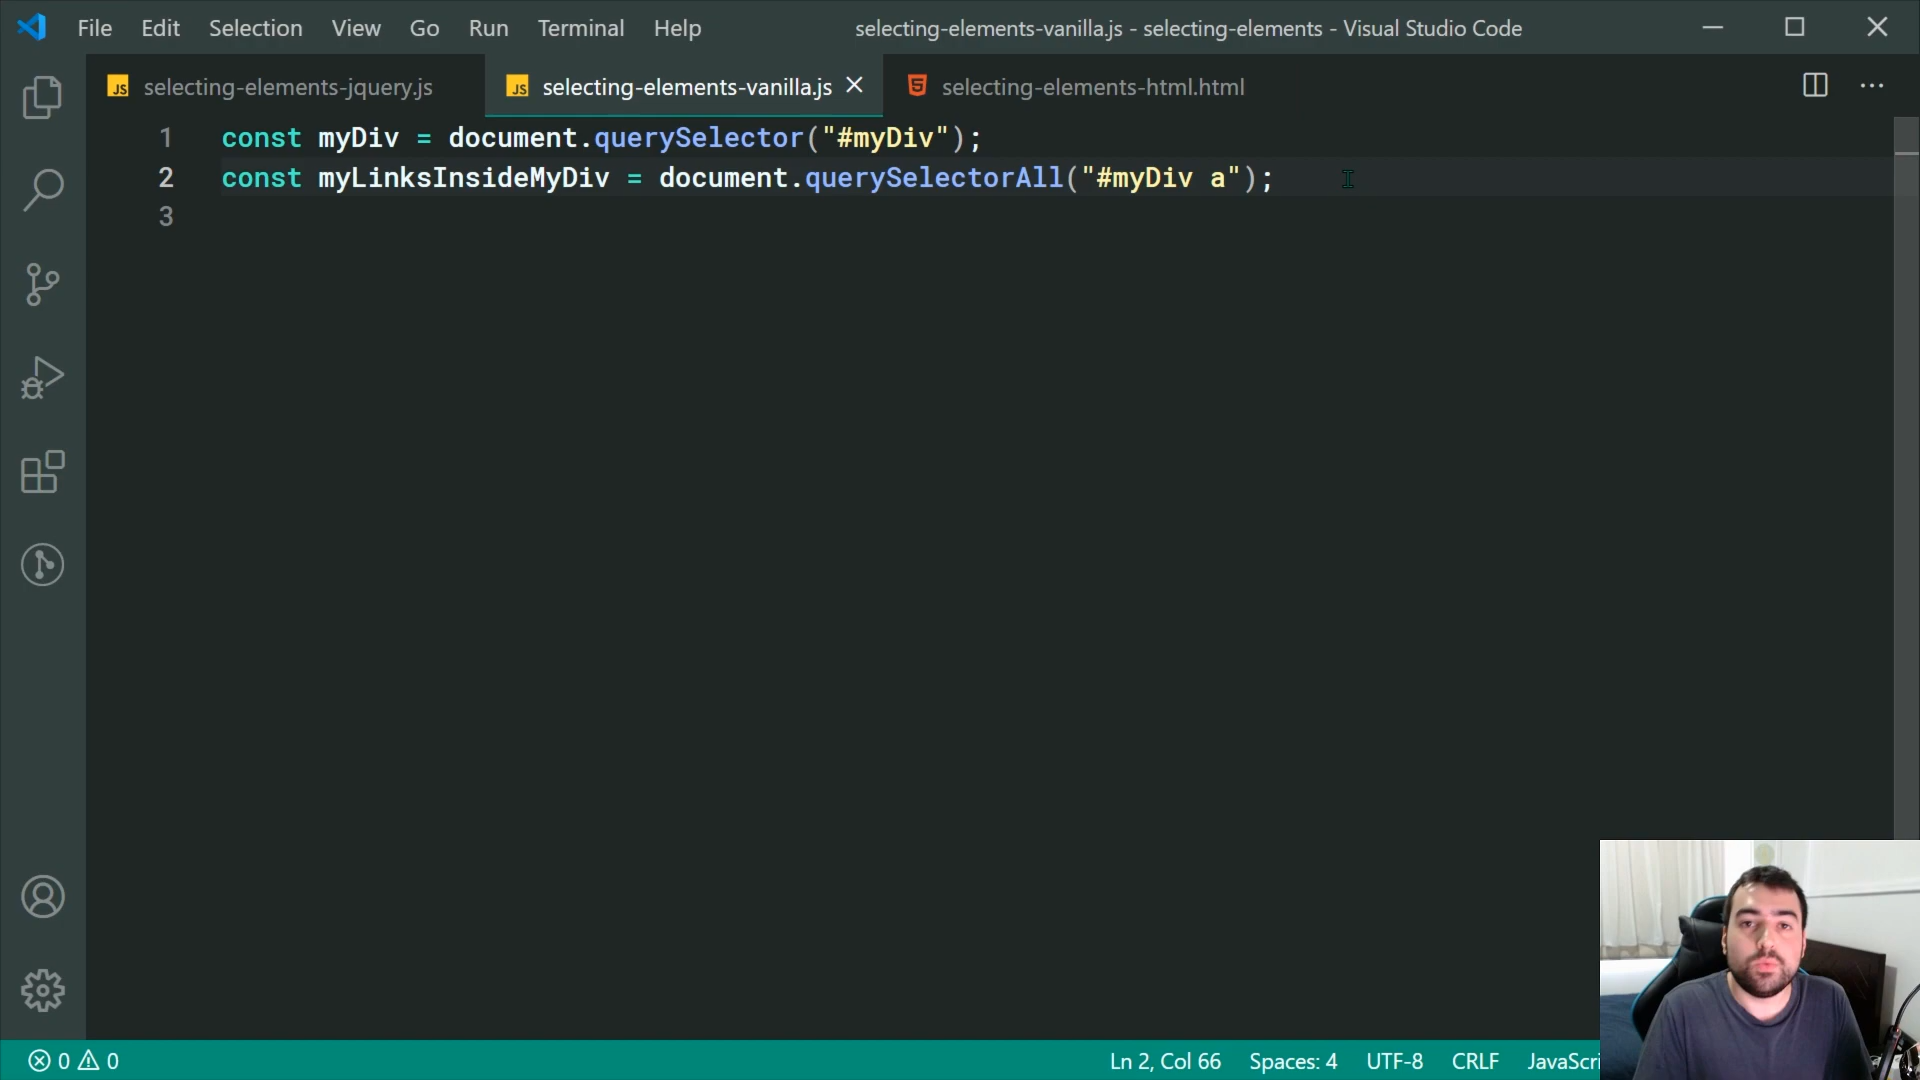 File Edit Selection View Go Run Terminal Help selecting-elements-vanilla.js - selecting-elements - Visual Studio Code
JS selecting-elements-jquery.js JS selecting-elements-vanilla.js selecting-elements-html.html
1 const myDiv = document.querySelector("#myDiv");
2 const myLinksInsideMyDiv = document.querySelectorAll("#myDiv a");
3
0 0 Ln 2, Col 66 Spaces: 4 UTF-8 CRLF JavaScri